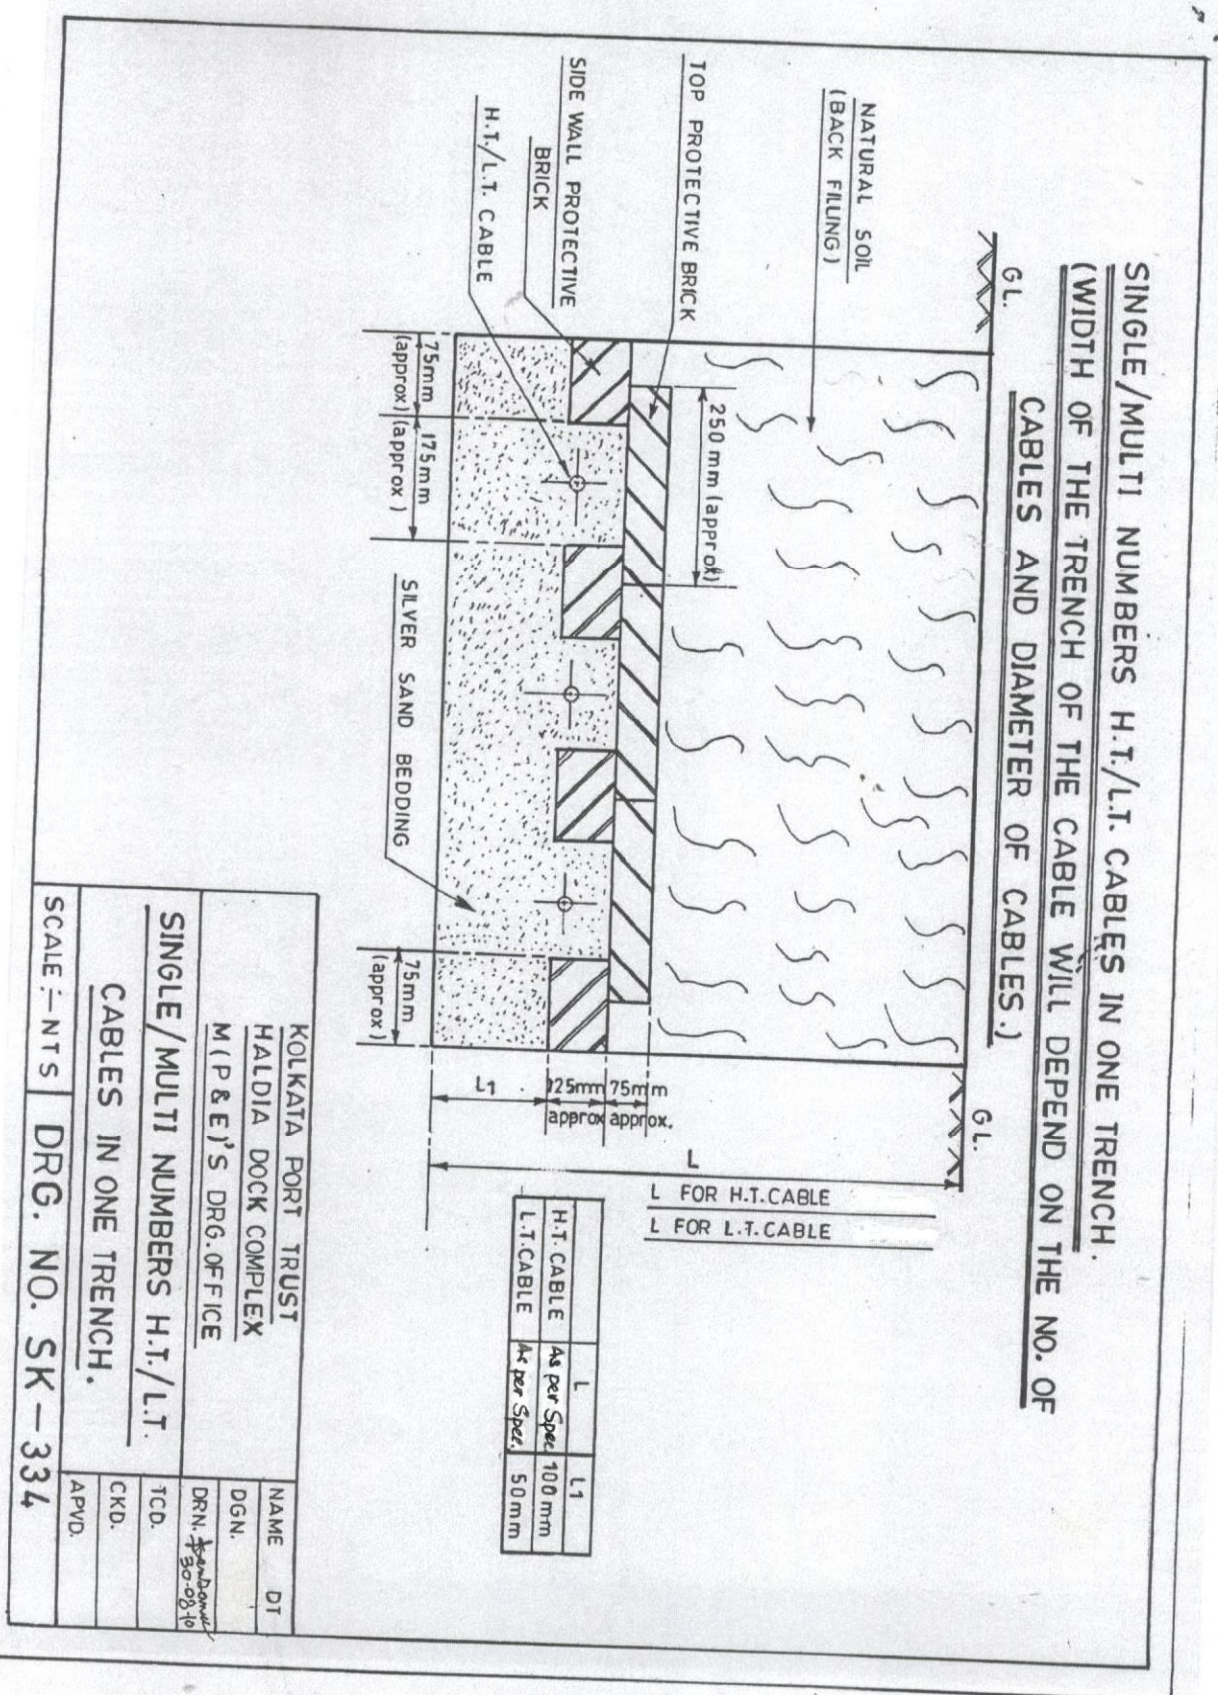 SINGLE/MULTI NUMBERS H.T./L.T. CABLES IN ONE TRENCH.
(WIDTH OF THE TRENCH OF THE CABLE WILL DEPEND ON THE NO. OF
CABLES AND DIAMETER OF CABLES.)
GL.
GL.
NATURAL SOIL
(BACK FILLING)
TOP PROTECTIVE BRICK
SIDE WALL PROTECTIVE
BRICK
H.T./L.T. CABLE
250 mm (approx)
75mm
(approx)
175mm
(approx)
SILVER SAND BEDDING
75mm
(approx)
L1
125mm
approx
75mm
approx.
L
L FOR H.T.CABLE
L FOR L.T.CABLE
L L1
H.T. CABLE As per Spec 100 mm
L.T.CABLE As per Spec. 50mm
KOLKATA PORT TRUST
HALDIA DOCK COMPLEX
M(P&E)'S DRG.OFFICE
SINGLE/MULTI NUMBERS H.T./L.T.
CABLES IN ONE TRENCH.
SCALE:-NTS DRG. NO. SK-334
NAME DT
DGN.
DRN. 30-08-10
TCD.
CKD.
APVD.